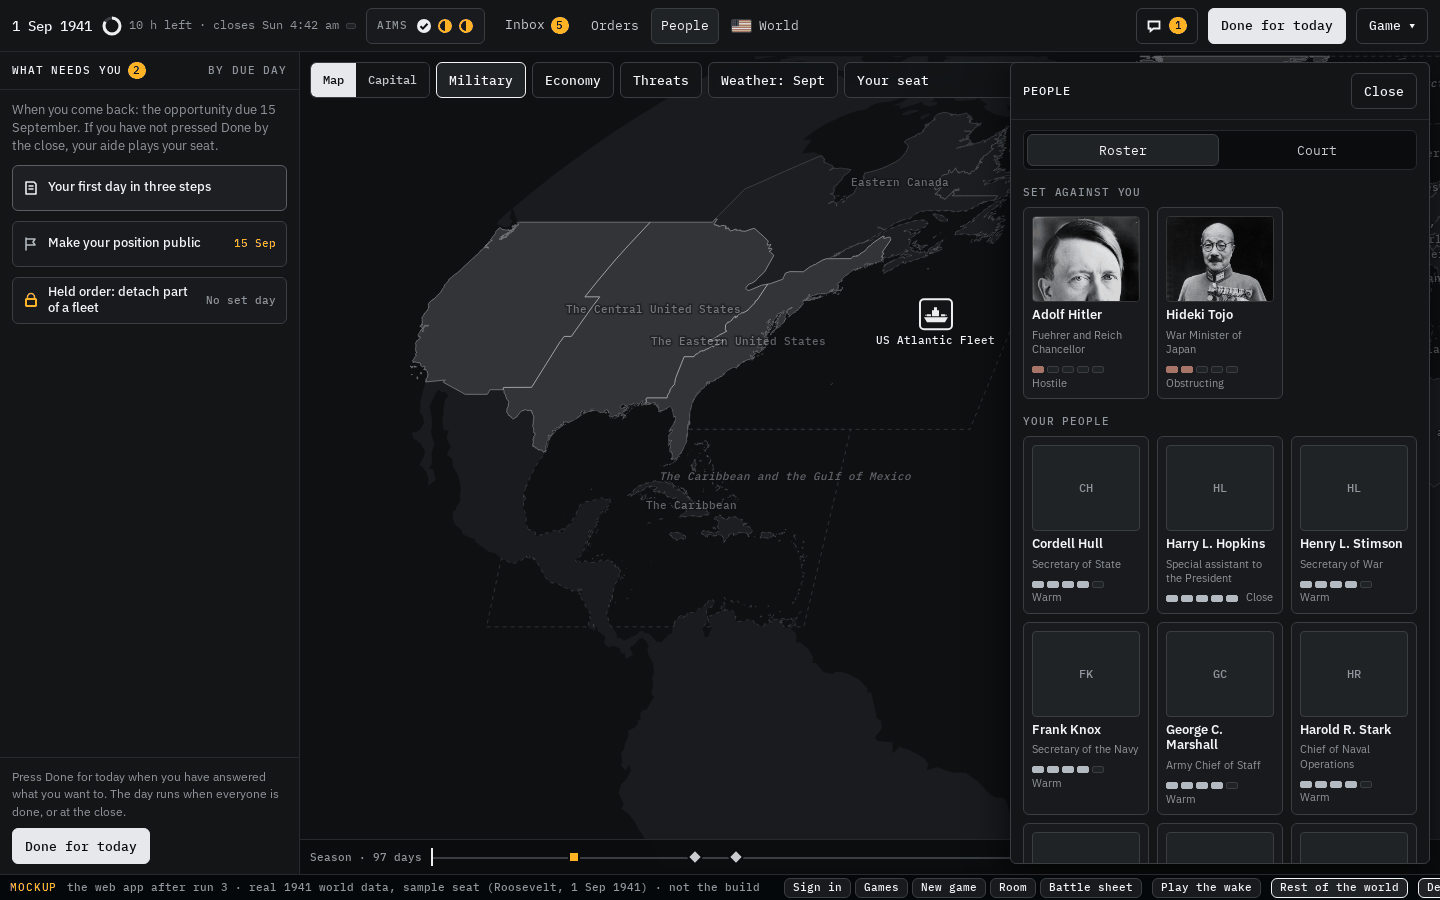 1 Sep 1941
10 h left · closes Sun 4:42 am
AIMS
Inbox 5
Orders
People
World
1
Done for today
Game ▾
WHAT NEEDS YOU 2
BY DUE DAY
When you come back: the opportunity due 15
September. If you have not pressed Done by
the close, your aide plays your seat.
Your first day in three steps
Make your position public
15 Sep
Held order: detach part
of a fleet
No set day
Press Done for today when you have answered
what you want to. The day runs when everyone is
done, or at the close.
Done for today
Map
Capital
Military
Economy
Threats
Weather: Sept
Your seat
Eastern Canada
The Central United States
The Eastern United States
US Atlantic Fleet
The Caribbean and the Gulf of Mexico
The Caribbean
Season · 97 days
PEOPLE
Close
Roster
Court
SET AGAINST YOU
Adolf Hitler
Fuehrer and Reich
Chancellor
Hostile
Hideki Tojo
War Minister of
Japan
Obstructing
YOUR PEOPLE
CH
Cordell Hull
Secretary of State
Warm
HL
Harry L. Hopkins
Special assistant to
the President
Close
HL
Henry L. Stimson
Secretary of War
Warm
FK
Frank Knox
Secretary of the Navy
Warm
GC
George C.
Marshall
Army Chief of Staff
Warm
HR
Harold R. Stark
Chief of Naval
Operations
Warm
MOCKUP
the web app after run 3 · real 1941 world data, sample seat (Roosevelt, 1 Sep 1941) · not the build
Sign in
Games
New game
Room
Battle sheet
Play the wake
Rest of the world
De